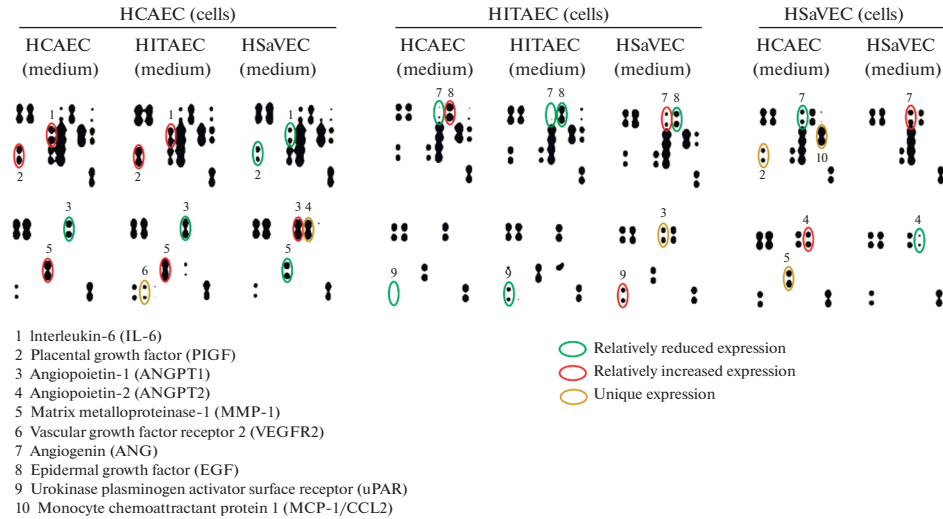 HCAEC (cells) HITAEC (cells) HSaVEC (cells)
HCAEC HITAEC HSaVEC HCAEC HITAEC HSaVEC HCAEC HSaVEC
(medium) (medium) (medium) (medium) (medium) (medium) (medium) (medium)
7 8 7 8 7 8 7 7
1 1 1
2 2 2 2 10
3 3 3 4 3 4 4
5 5 5 5
6 9 9 9
1 Interleukin-6 (IL-6)
2 Placental growth factor (PIGF)
3 Angiopoietin-1 (ANGPT1)
4 Angiopoietin-2 (ANGPT2)
5 Matrix metalloproteinase-1 (MMP-1)
6 Vascular growth factor receptor 2 (VEGFR2)
7 Angiogenin (ANG)
8 Epidermal growth factor (EGF)
9 Urokinase plasminogen activator surface receptor (uPAR)
10 Monocyte chemoattractant protein 1 (MCP-1/CCL2)
Relatively reduced expression
Relatively increased expression
Unique expression